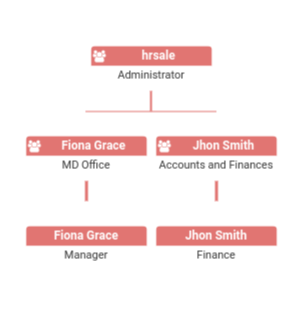 hrsale
Administrator
Fiona Grace
MD Office
Jhon Smith
Accounts and Finances
Fiona Grace
Manager
Jhon Smith
Finance